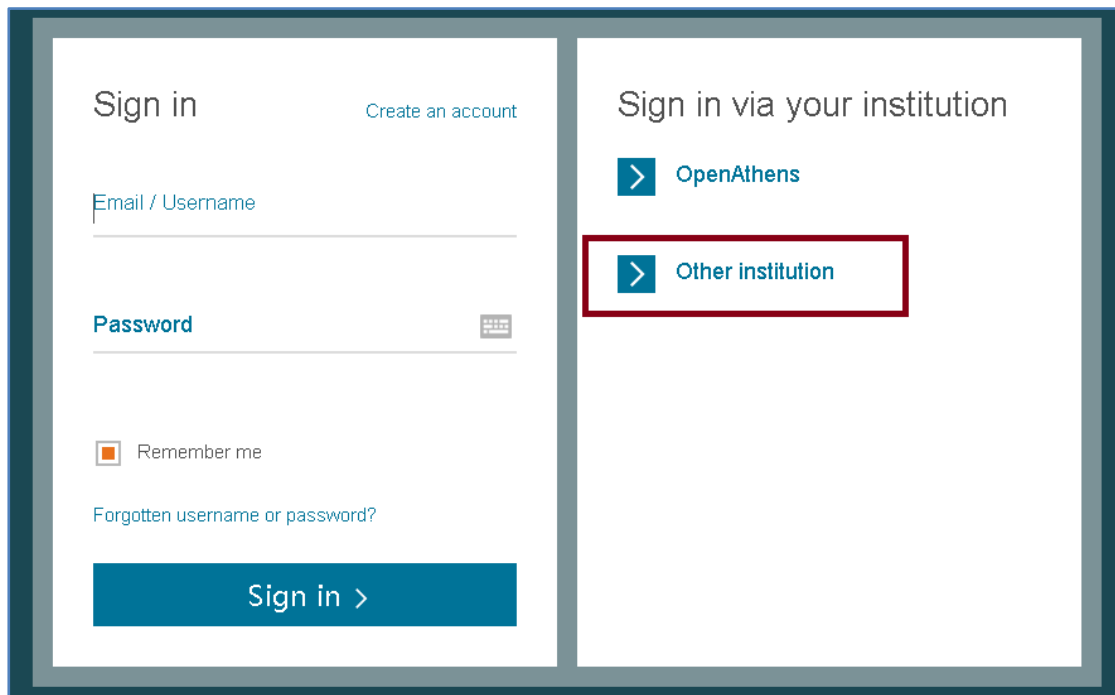 Sign in
Create an account
Email / Username
Password
Remember me
Forgotten username or password?
Sign in >
Sign in via your institution
OpenAthens
Other institution